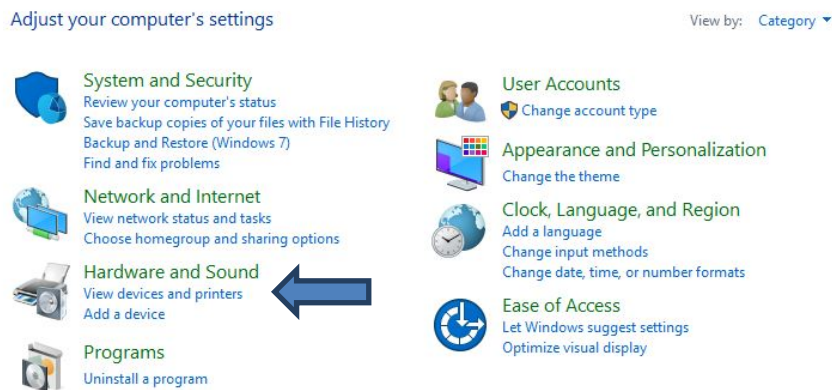 Adjust your computer's settings
View by: Category
System and Security
Review your computer's status
Save backup copies of your files with File History
Backup and Restore (Windows 7)
Find and fix problems
Network and Internet
View network status and tasks
Choose homegroup and sharing options
Hardware and Sound
View devices and printers
Add a device
Programs
Uninstall a program
User Accounts
Change account type
Appearance and Personalization
Change the theme
Clock, Language, and Region
Add a language
Change input methods
Change date, time, or number formats
Ease of Access
Let Windows suggest settings
Optimize visual display